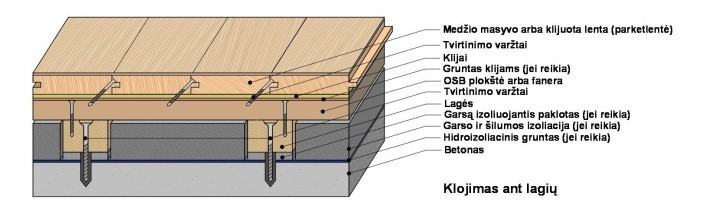 Medžio masyvo arba klijuota lenta (parketlentė)
Tvirtinimo varžtai
Klijai
Gruntas klijams (jei reikia)
OSB plokštė arba fanera
Tvirtinimo varžtai
Lagės
Garsą izoliuojantis paklotas (jei reikia)
Garso ir šilumos izoliacija (jei reikia)
Hidroizoliacinis gruntas (jei reikia)
Betonas
Klojimas ant lagių